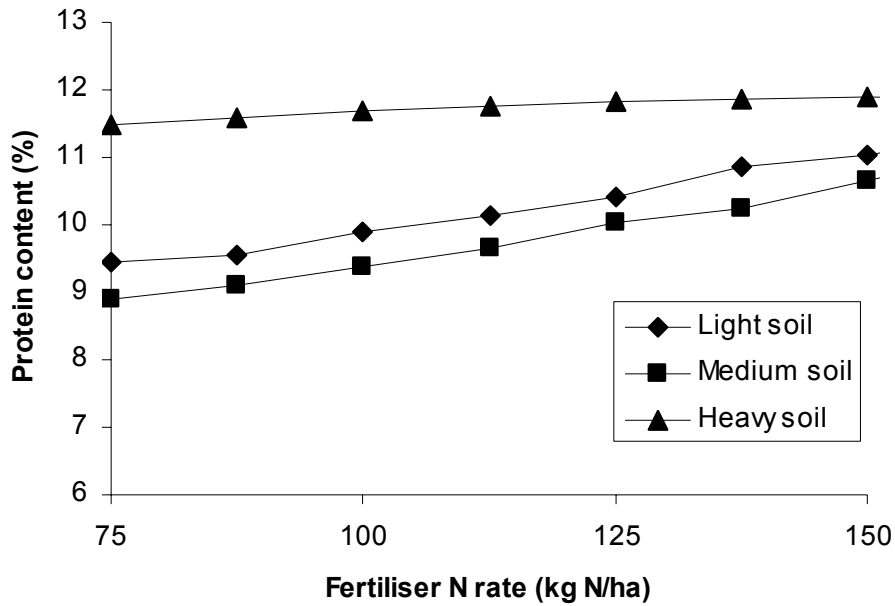 13
12
11
10
9
8
7
6
Protein content (%)
Light soil
Medium soil
Heavy soil
75 100 125 150
Fertiliser N rate (kg N/ha)